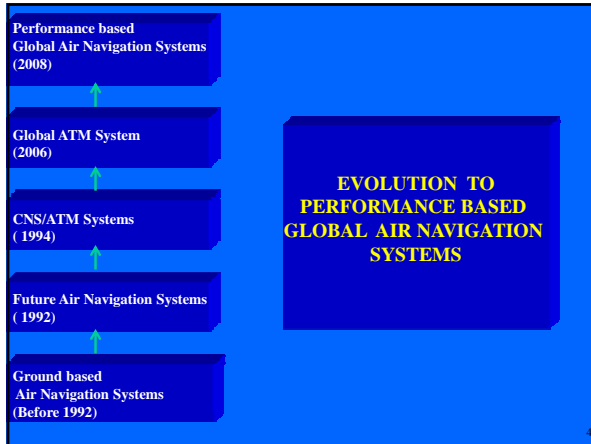 Performance based
Global Air Navigation Systems
(2008)
Global ATM System
(2006)
CNS/ATM Systems
( 1994)
Future Air Navigation Systems
( 1992)
Ground based
Air Navigation Systems
(Before 1992)
EVOLUTION TO
PERFORMANCE BASED
GLOBAL AIR NAVIGATION
SYSTEMS
4